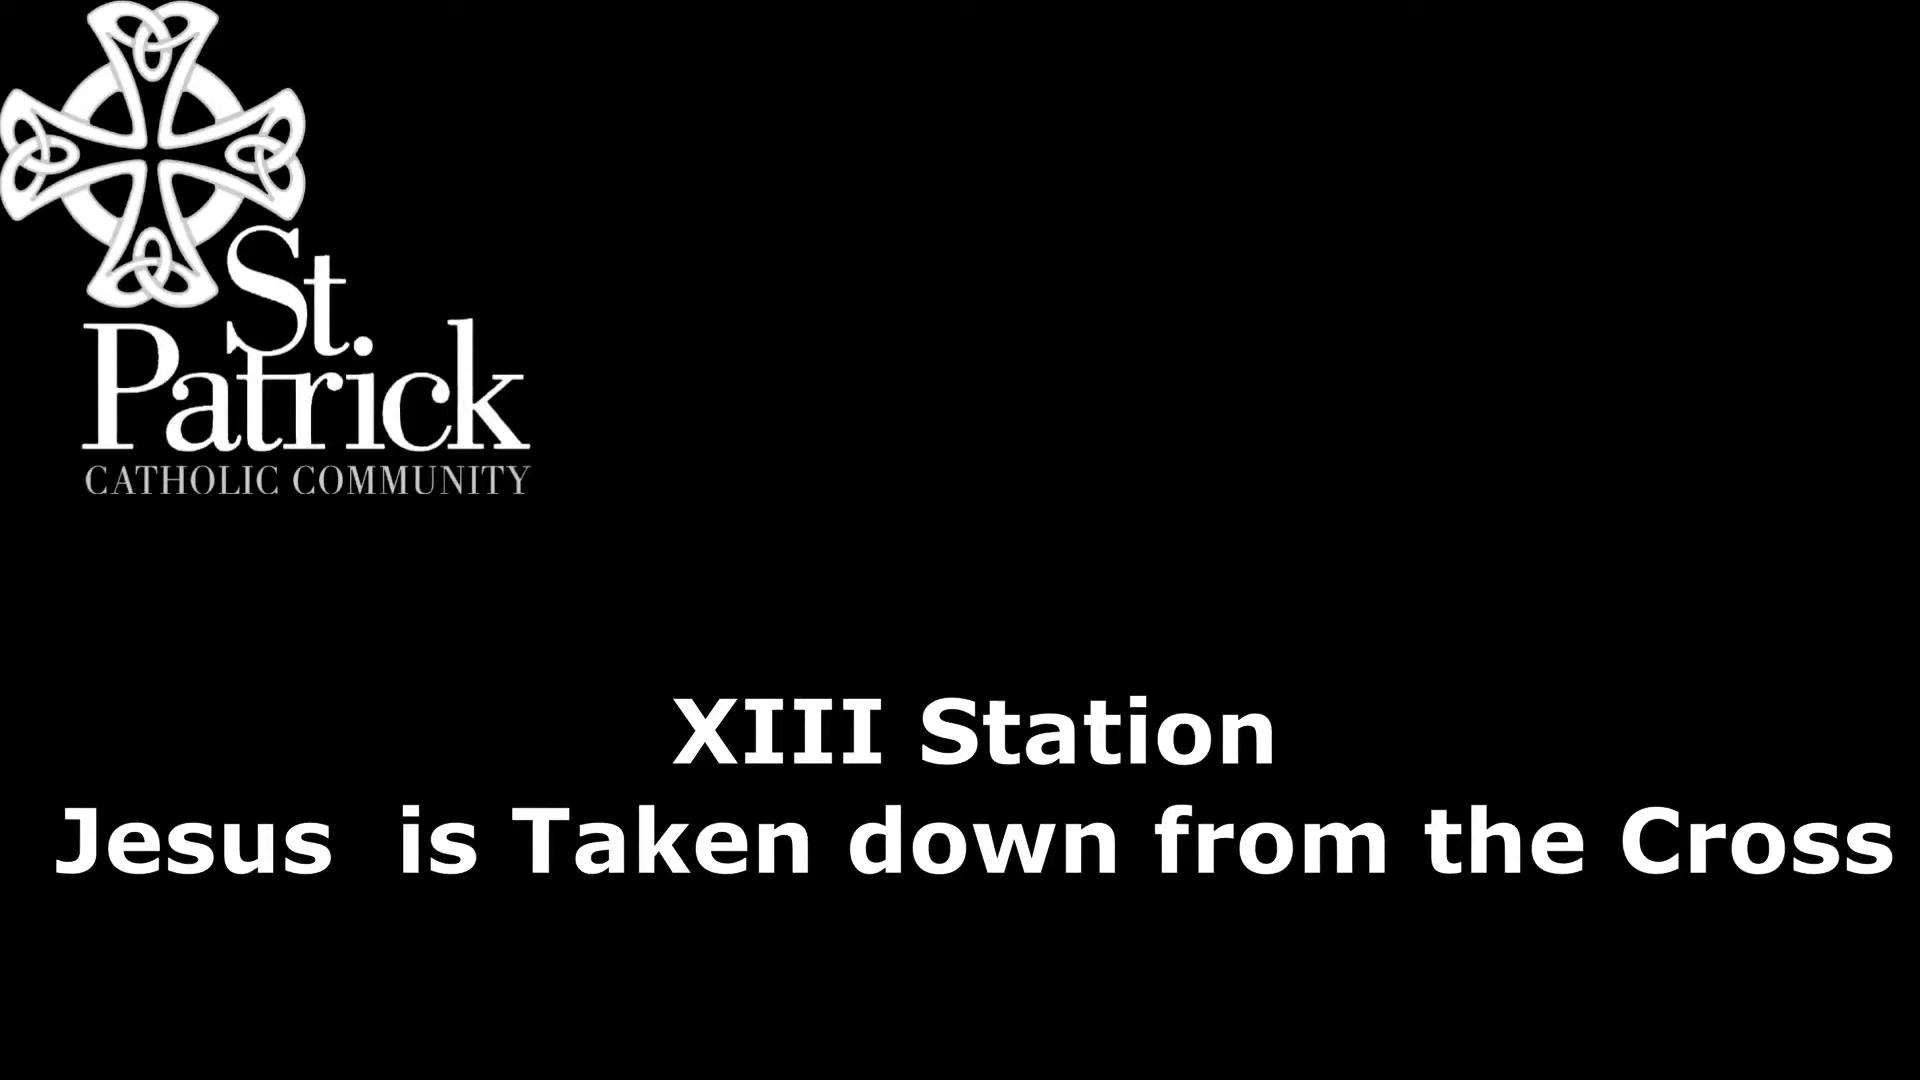 St.
Patrick
CATHOLIC COMMUNITY
XIII Station
Jesus  is Taken down from the Cross